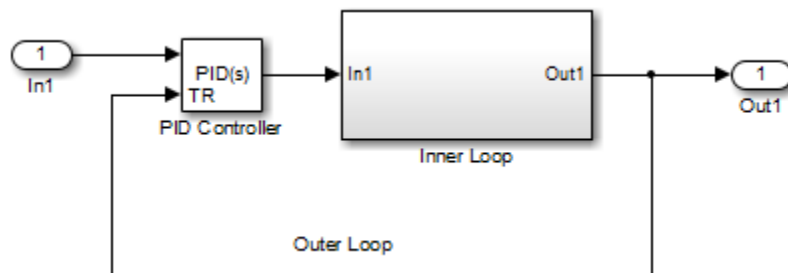 1
In1
PID(s)
TR
PID Controller
In1
Out1
Inner Loop
1
Out1
Outer Loop